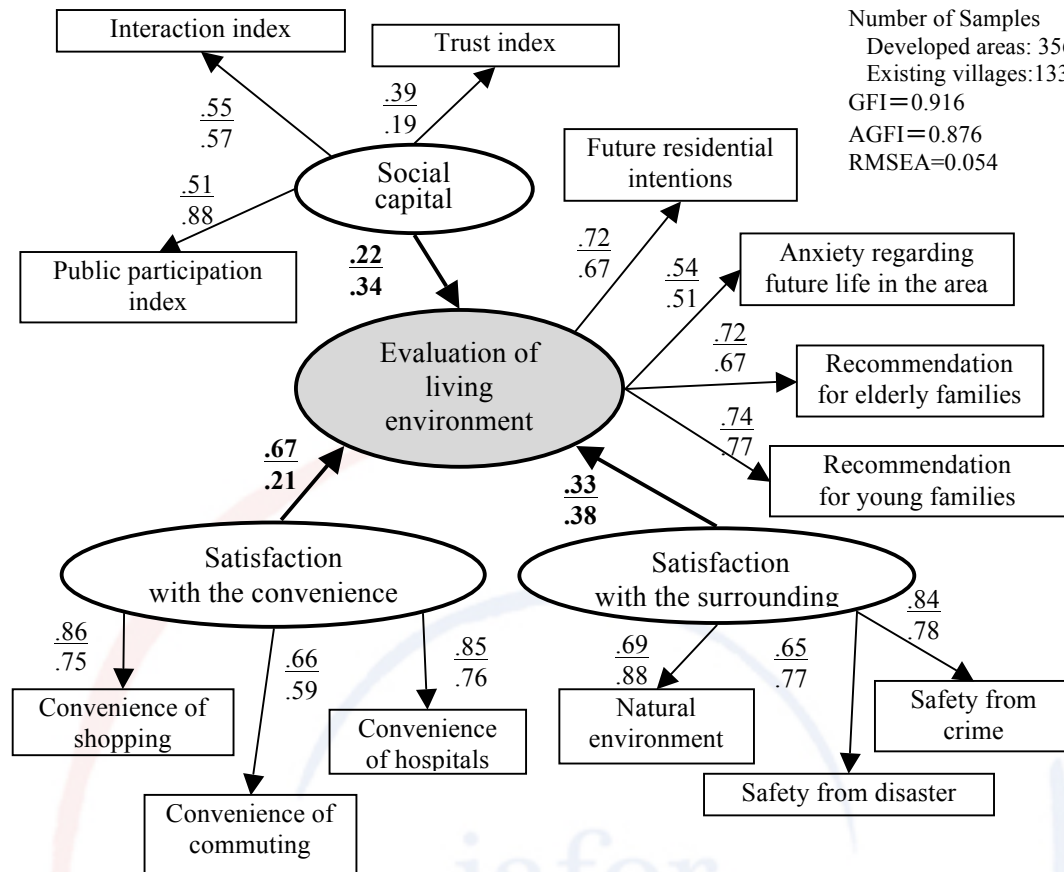 Interaction index
Trust index
Number of Samples
Developed areas: 356
Existing villages:133
GFI=0.916
AGFI=0.876
RMSEA=0.054
.55
.57
.39
.19
Social
capital
Future residential
intentions
.51
.88
Public participation
index
.22
.34
.72
.67
.54
.51
Anxiety regarding
future life in the area
Evaluation of
living
environment
.72
.67
Recommendation
for elderly families
.74
.77
Recommendation
for young families
.67
.21
.33
.38
Satisfaction
with the convenience
Satisfaction
with the surrounding
.86
.75
.66
.59
.85
.76
.69
.88
.65
.77
.84
.78
Convenience of
shopping
Convenience
of hospitals
Natural
environment
Safety from
crime
Safety from disaster
Convenience of
commuting
iafor